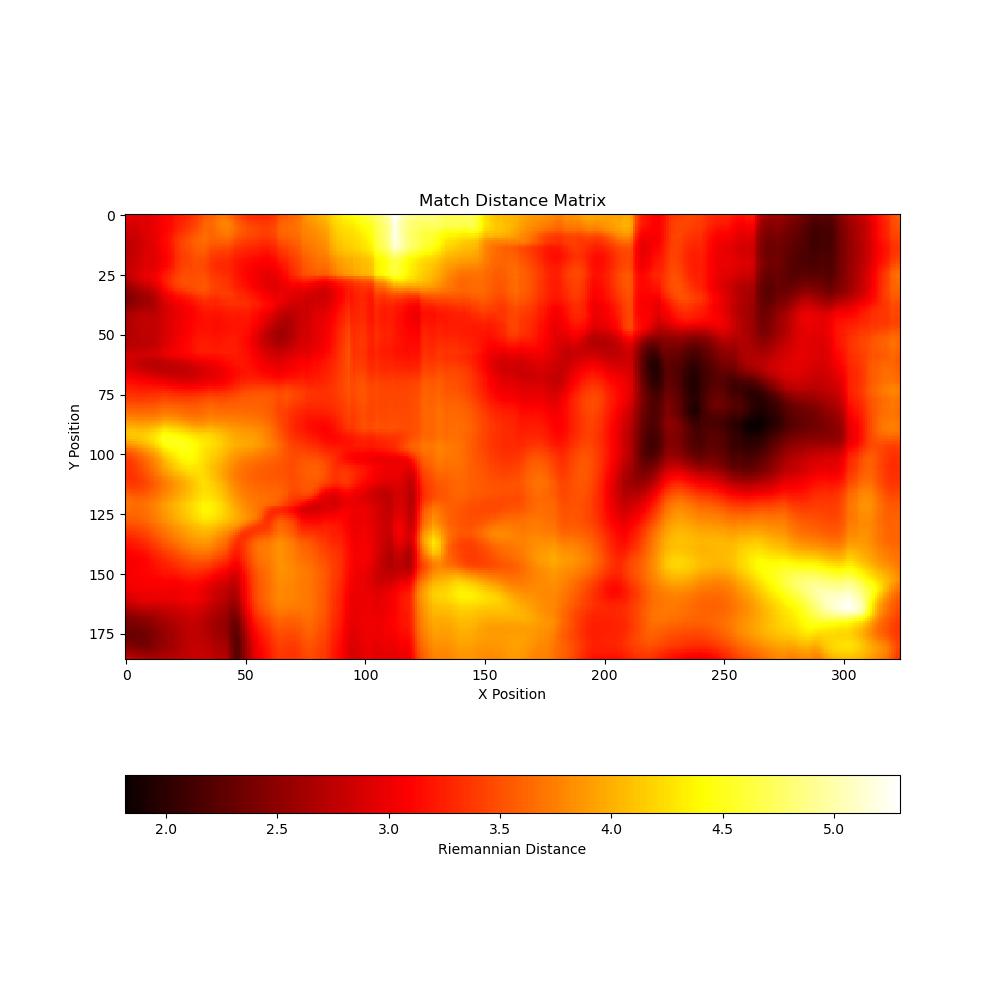 Match Distance Matrix
0
25
50
75
100
125
150
175
Y Position
0 50 100 150 200 250 300
X Position
2.0 2.5 3.0 3.5 4.0 4.5 5.0
Riemannian Distance